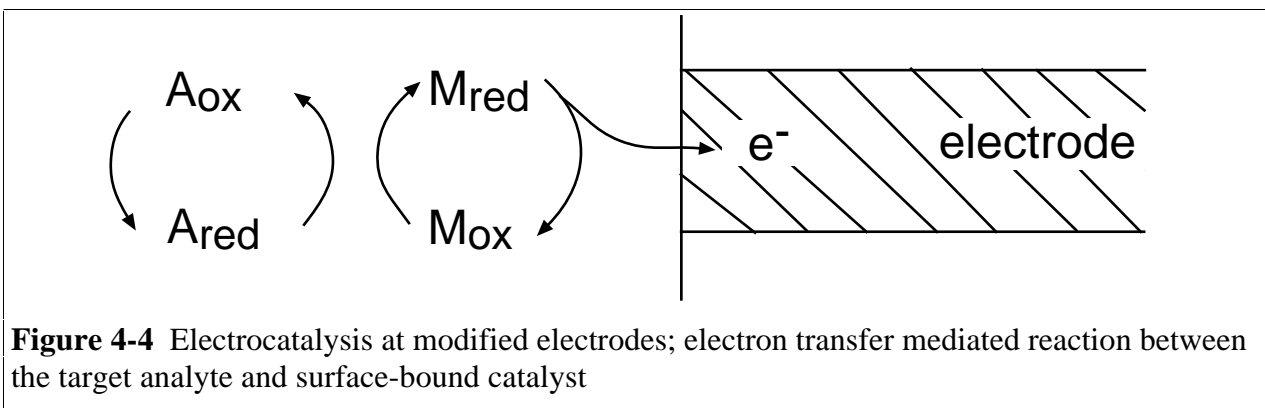 Aox Mred
e- electrode
Ared Mox
Figure 4-4 Electrocatalysis at modified electrodes; electron transfer mediated reaction between
the target analyte and surface-bound catalyst